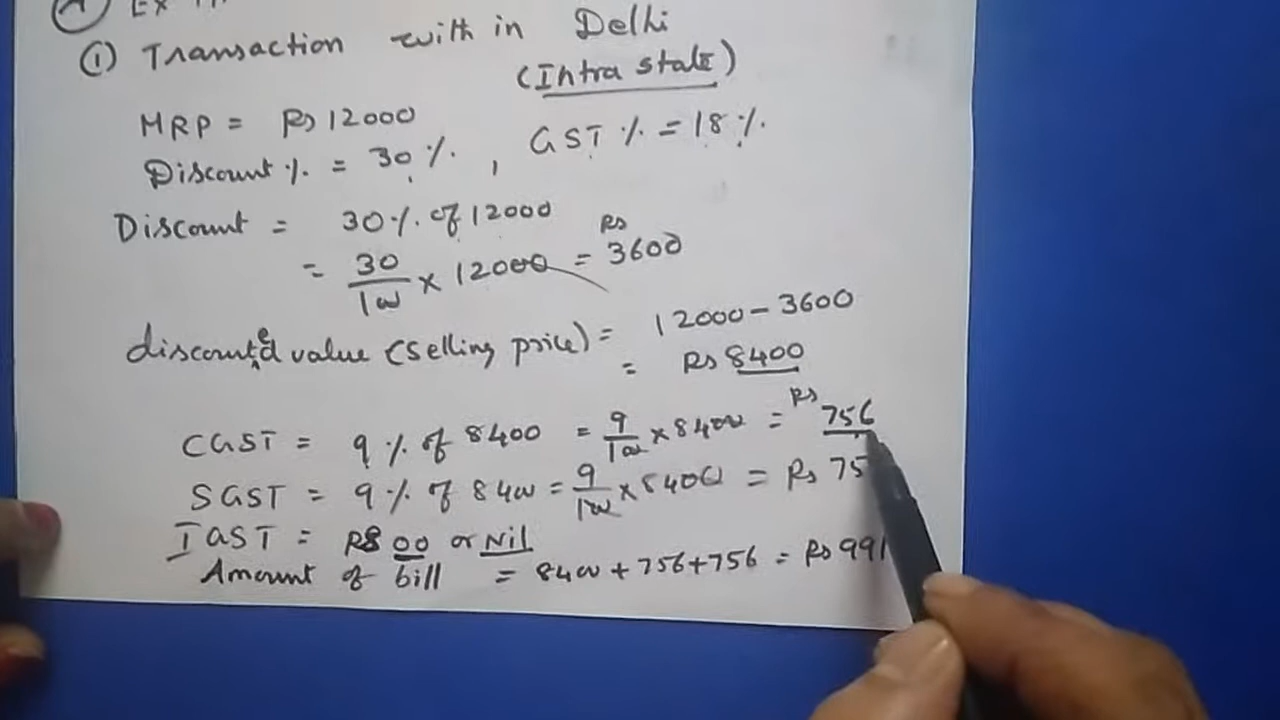 ① Transaction with in Delhi
(Intra state)
MRP = Rs 12000
Discount % = 30 %, GST % = 18 %.
Discount = 30 % of 12000
= 30/100 × 12000 = Rs 3600
discounted value (selling price) = 12000 - 3600
= Rs 8400
CGST = 9 % of 8400 = 9/100 × 8400 = Rs 756
SGST = 9 % of 8400 = 9/100 × 8400 = Rs 75
IGST = Rs 00 or Nil
Amount of bill = 8400 + 756 + 756 = Rs 991